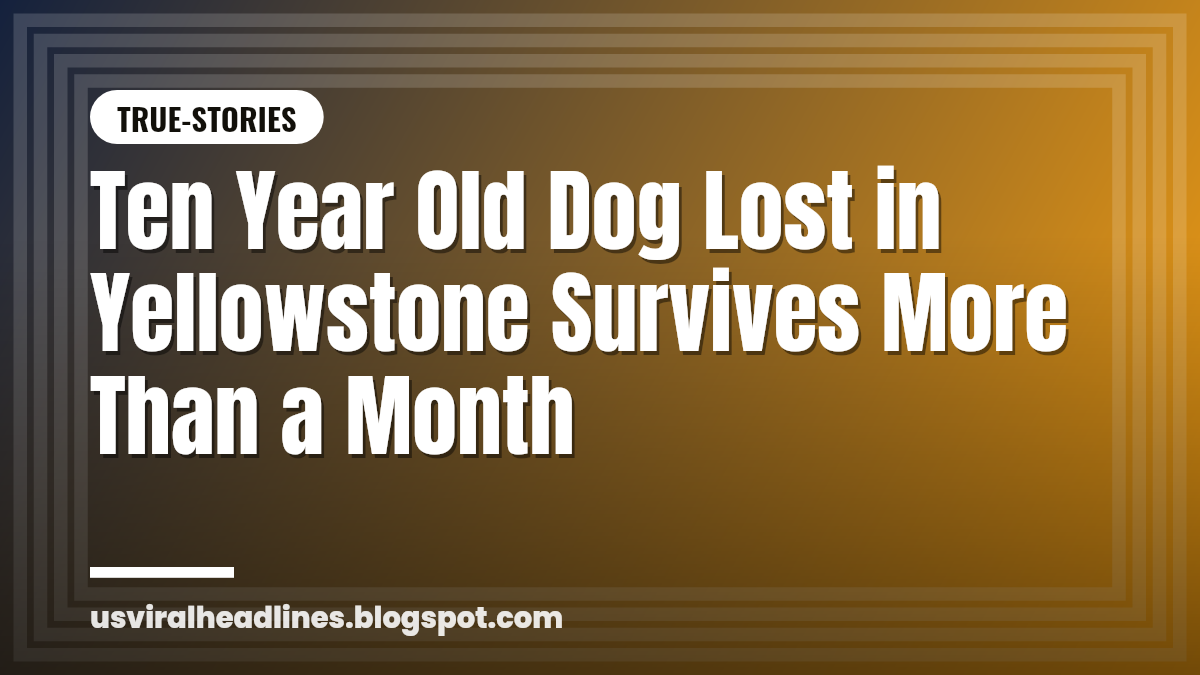 TRUE-STORIES
Ten Year Old Dog Lost in
Yellowstone Survives More
Than a Month
usviralheadlines.blogspot.com